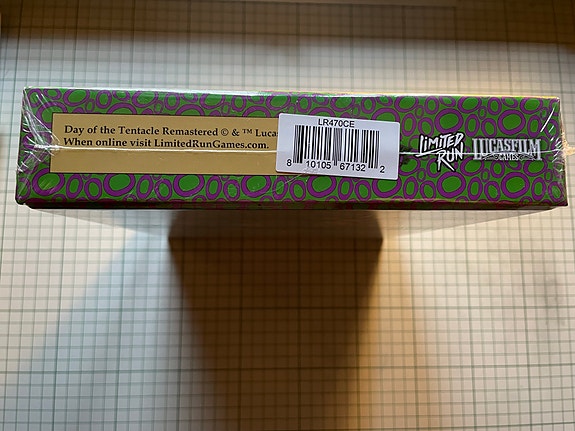 Day of the Tentacle Remastered © & ™ Lucas
When online visit LimitedRunGames.com.
LR470CE
8 10105 67132 2
LIMITED
RUN
LUCASFILM
GAMES